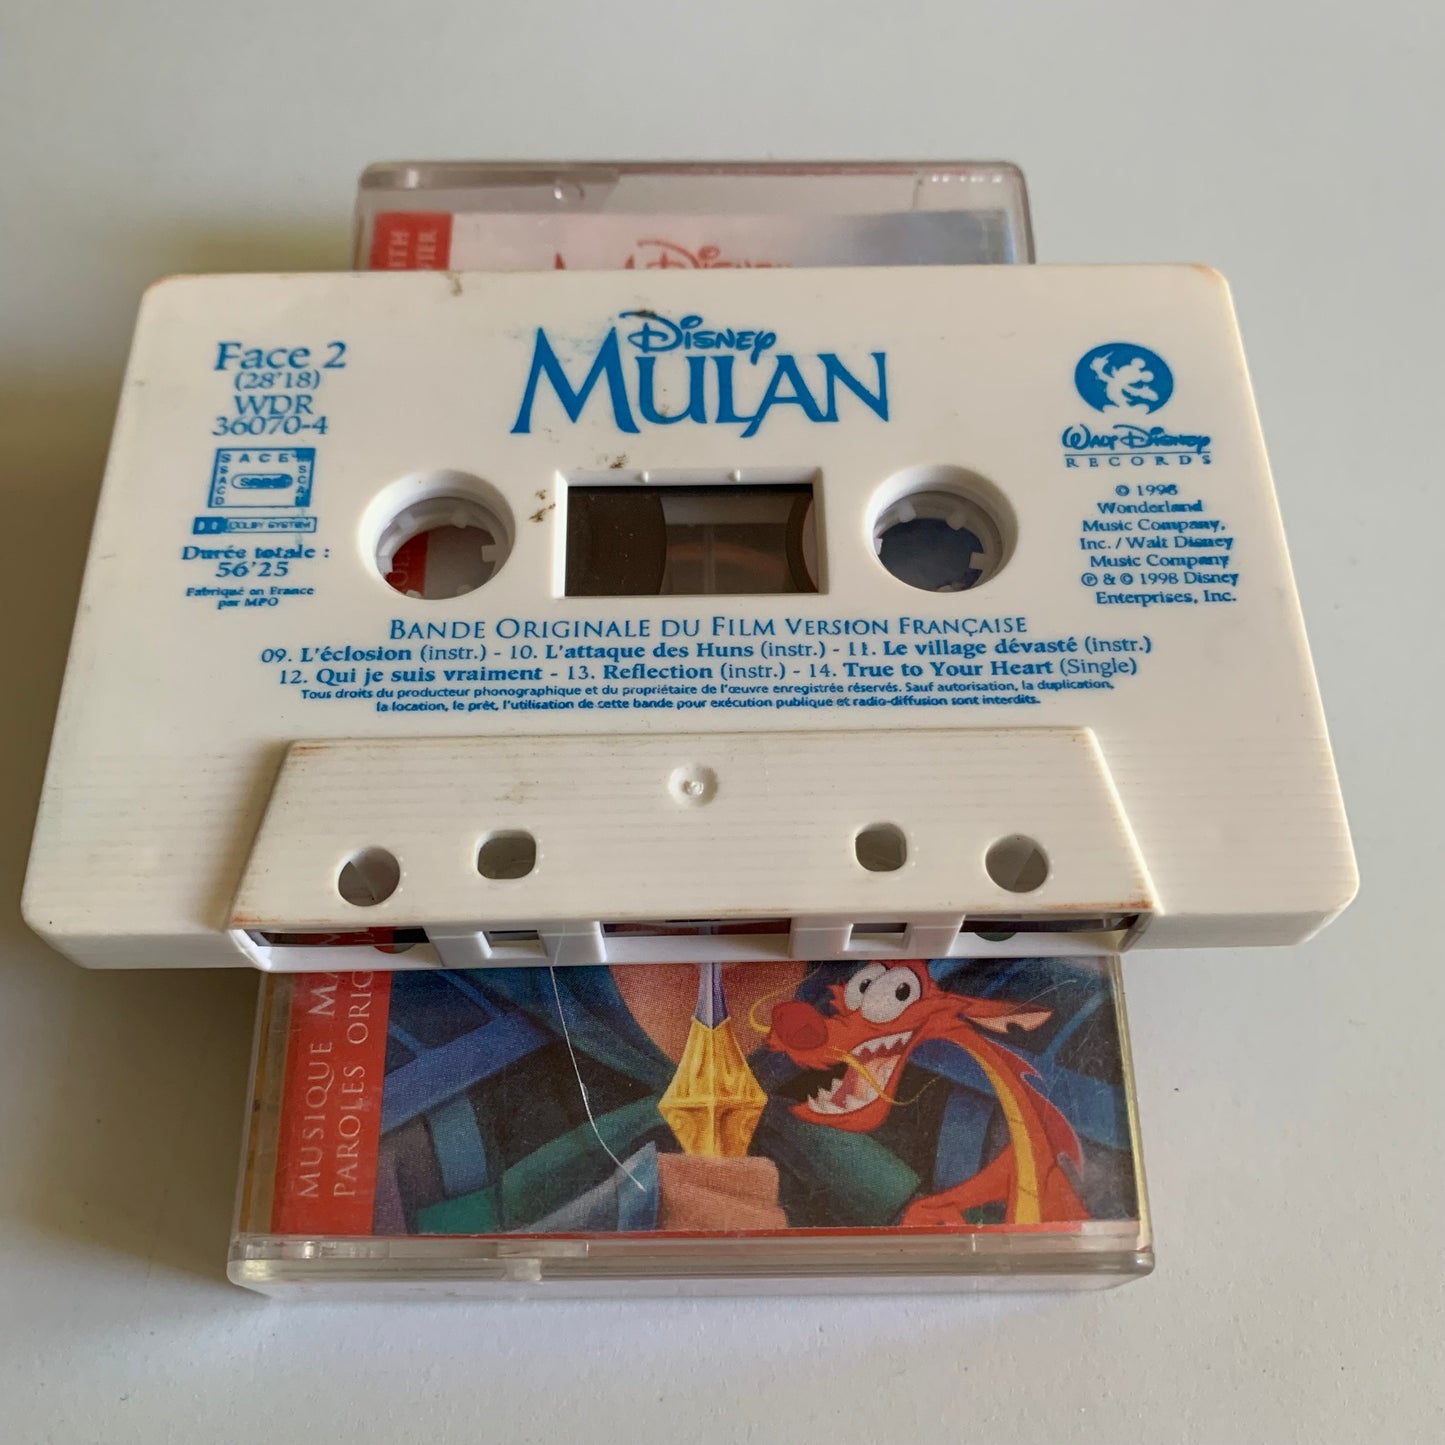 Disney
Face 2
(28'18)
WDR
36070-4
SACEM
SACD
SCAM
SDRM
DOLBY SYSTEM
Durée totale :
56'25
Fabriqué en France
par MPO
Disney
MULAN
WALT DISNEY
RECORDS
© 1998
Wonderland
Music Company,
Inc. / Walt Disney
Music Company
℗ & © 1998 Disney
Enterprises, Inc.
BANDE ORIGINALE DU FILM VERSION FRANÇAISE
09. L'éclosion (instr.) - 10. L'attaque des Huns (instr.) - 11. Le village dévasté (instr.)
12. Qui je suis vraiment - 13. Reflection (instr.) - 14. True to Your Heart (Single)
Tous droits du producteur phonographique et du propriétaire de l'œuvre enregistrée réservés. Sauf autorisation, la duplication,
la location, le prêt, l'utilisation de cette bande pour exécution publique et radio-diffusion sont interdits.
MUSIQUE
PAROLES